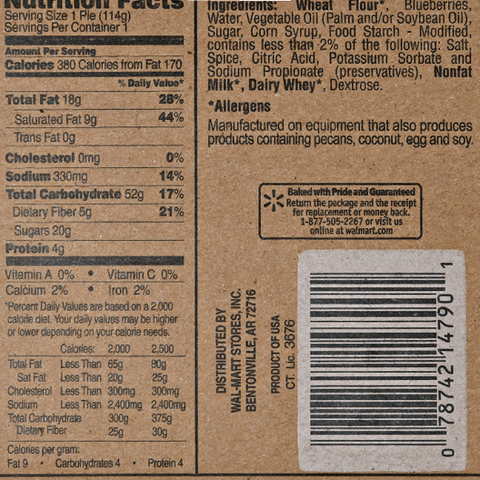 Nutrition Facts
Serving Size 1 Pie (114g)
Servings Per Container 1
Amount Per Serving
Calories 380 Calories from Fat 170
% Daily Value*
Total Fat 18g 28%
Saturated Fat 9g 44%
Trans Fat 0g
Cholesterol 0mg 0%
Sodium 330mg 14%
Total Carbohydrate 52g 17%
Dietary Fiber 5g 21%
Sugars 20g
Protein 4g
Vitamin A 0% • Vitamin C 0%
Calcium 2% • Iron 2%
*Percent Daily Values are based on a 2,000
calorie diet. Your daily values may be higher
or lower depending on your calorie needs.
Calories: 2,000 2,500
Total Fat Less Than 65g 80g
Sat Fat Less Than 20g 25g
Cholesterol Less Than 300mg 300mg
Sodium Less Than 2,400mg 2,400mg
Total Carbohydrate 300g 375g
Dietary Fiber 25g 30g
Calories per gram:
Fat 9 • Carbohydrates 4 • Protein 4
Ingredients: Wheat Flour*, Blueberries,
Water, Vegetable Oil (Palm and/or Soybean Oil),
Sugar, Corn Syrup, Food Starch - Modified,
contains less than 2% of the following: Salt,
Spice, Citric Acid, Potassium Sorbate and
Sodium Propionate (preservatives), Nonfat
Milk*, Dairy Whey*, Dextrose.
*Allergens
Manufactured on equipment that also produces
products containing pecans, coconut, egg and soy.
Baked with Pride and Guaranteed
Return the package and the receipt
for replacement or money back.
1-877-505-2267 or visit us
online at walmart.com
DISTRIBUTED BY
WAL-MART STORES, INC.
BENTONVILLE, AR 72716
PRODUCT OF USA
CT. Lic. 3676
0 78742 14790 1